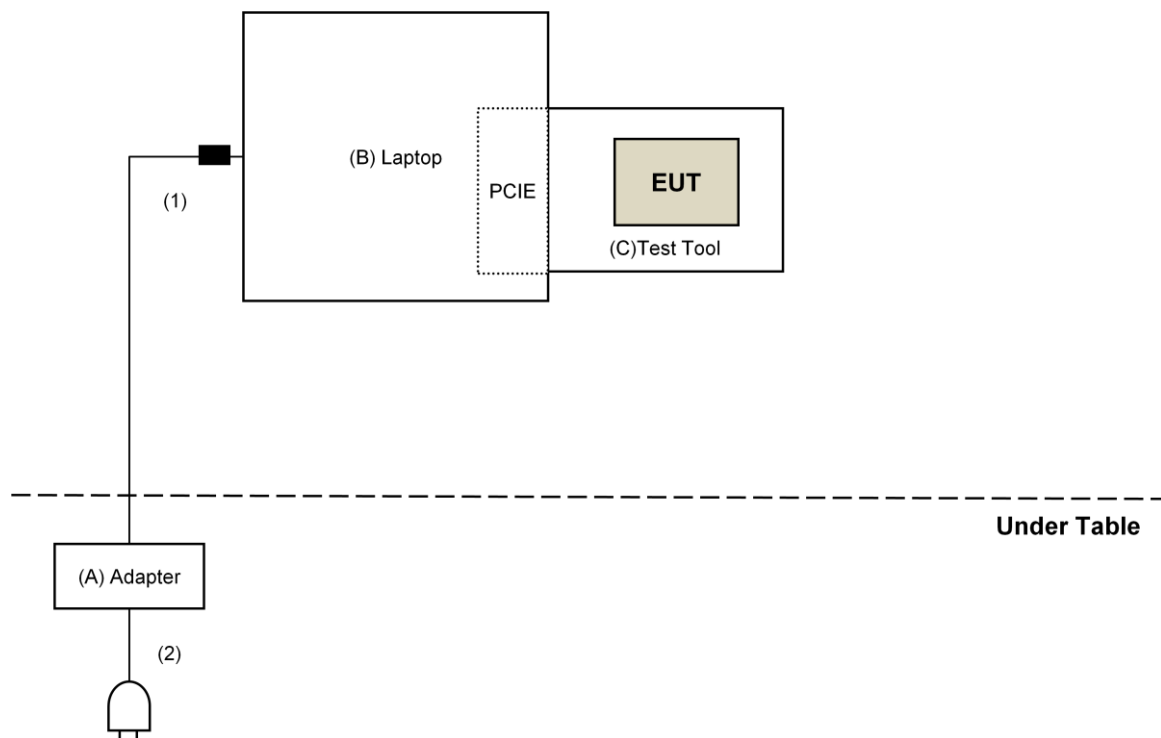 (B) Laptop
(1)
PCIE
EUT
(C)Test Tool
Under Table
(A) Adapter
(2)